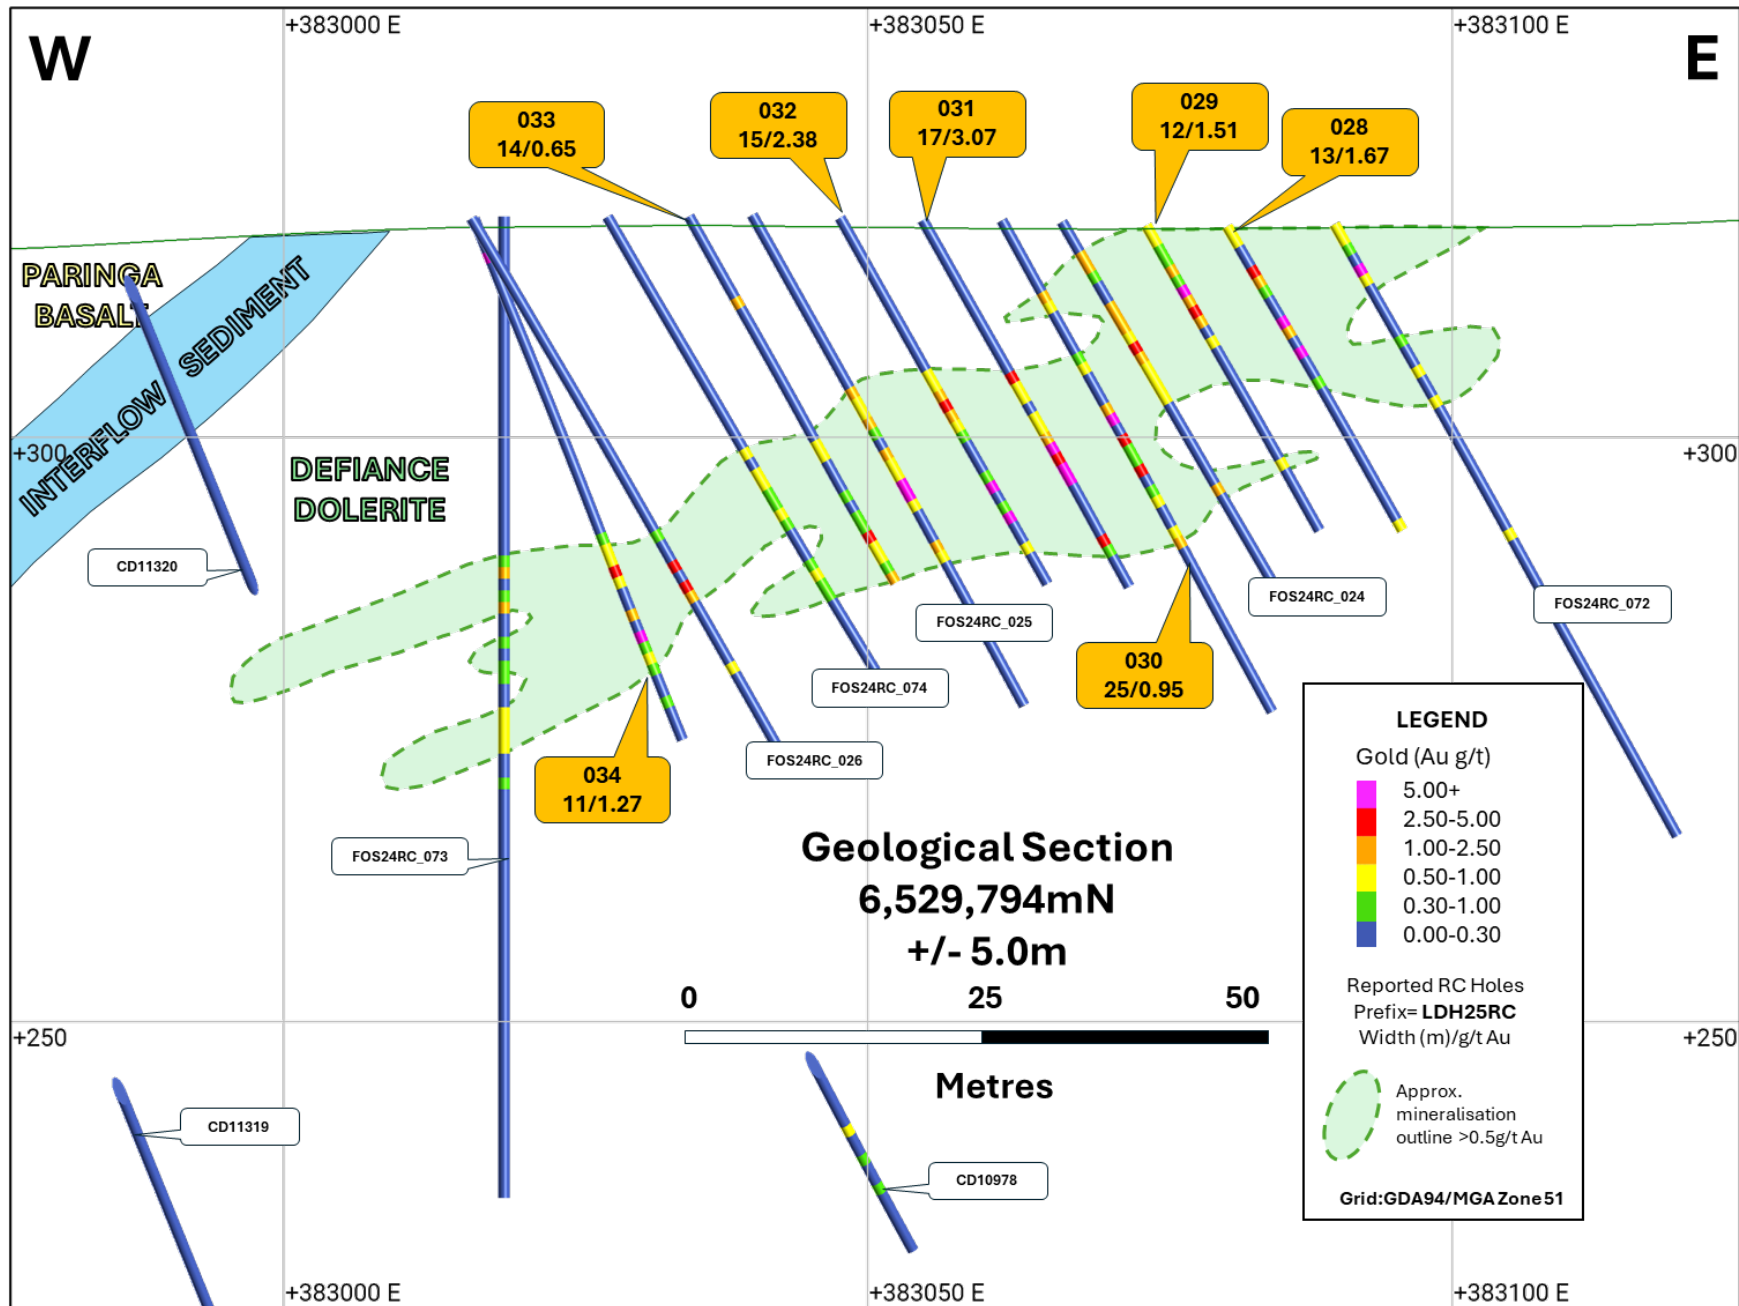 +383000 E
+383050 E
+383100 E
W
E
033
14/0.65
032
15/2.38
031
17/3.07
029
12/1.51
028
13/1.67
PARINGA
BASALT
INTERFLOW SEDIMENT
+300
+300
DEFIANCE
DOLERITE
CD11320
FOS24RC_024
FOS24RC_072
FOS24RC_025
030
25/0.95
FOS24RC_074
FOS24RC_026
034
11/1.27
FOS24RC_073
Geological Section
6,529,794mN
+/- 5.0m
0
25
50
Metres
+250
+250
LEGEND
Gold (Au g/t)
5.00+
2.50-5.00
1.00-2.50
0.50-1.00
0.30-1.00
0.00-0.30
Reported RC Holes
Prefix= LDH25RC
Width (m)/g/t Au
Approx.
mineralisation
outline >0.5g/t Au
Grid:GDA94/MGA Zone 51
CD11319
CD10978
+383000 E
+383050 E
+383100 E